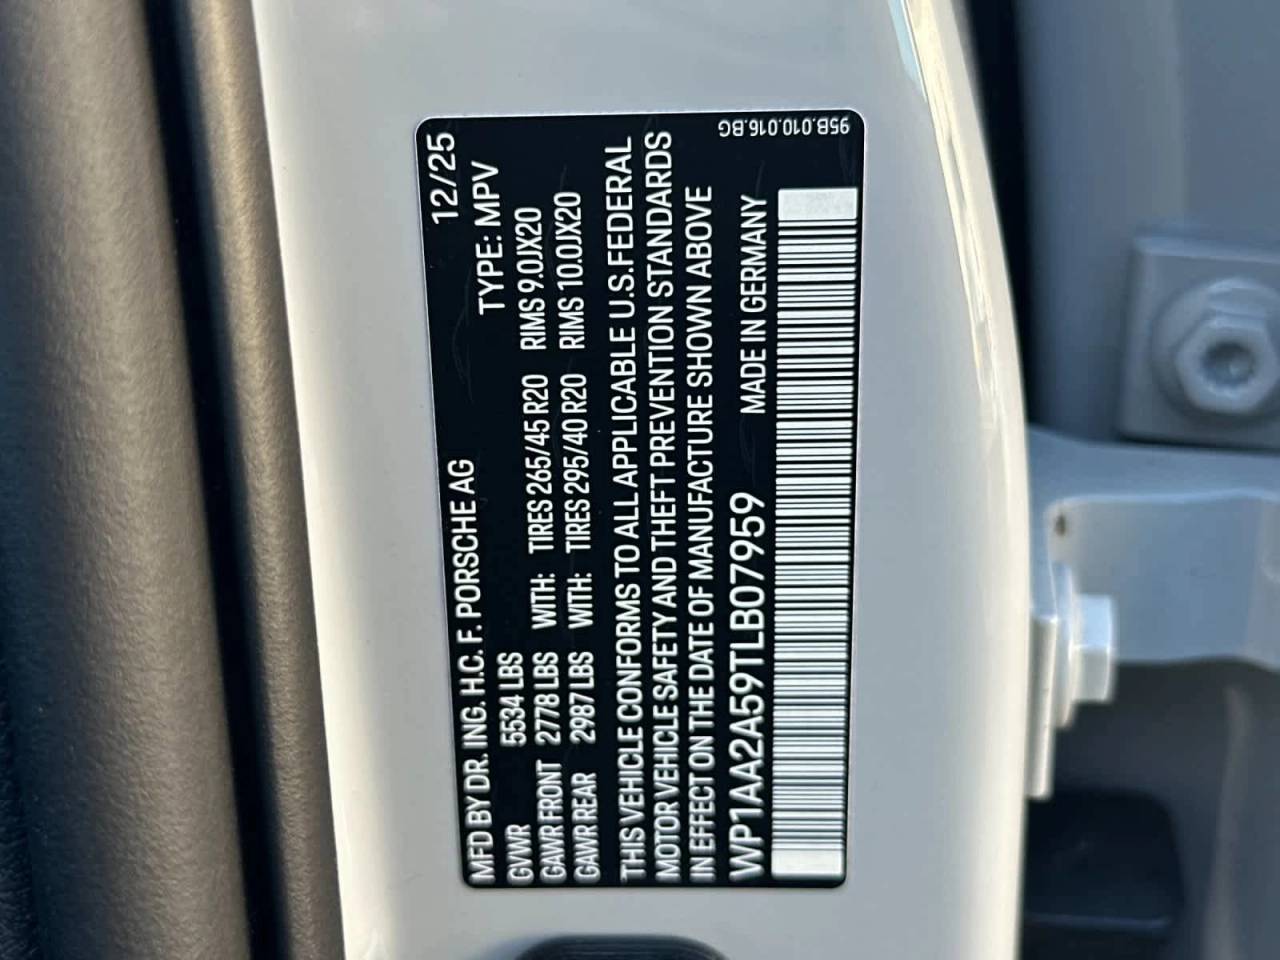 MFD BY DR. ING. H.C. F. PORSCHE AG 12/25
GVWR 5534 LBS TYPE: MPV
GAWR FRONT 2778 LBS WITH: TIRES 265/45 R20 RIMS 9.0JX20
GAWR REAR 2987 LBS WITH: TIRES 295/40 R20 RIMS 10.0JX20
THIS VEHICLE CONFORMS TO ALL APPLICABLE U.S.FEDERAL
MOTOR VEHICLE SAFETY AND THEFT PREVENTION STANDARDS
IN EFFECT ON THE DATE OF MANUFACTURE SHOWN ABOVE
WP1AA2A59TLB07959 MADE IN GERMANY
95B.010.016.BG